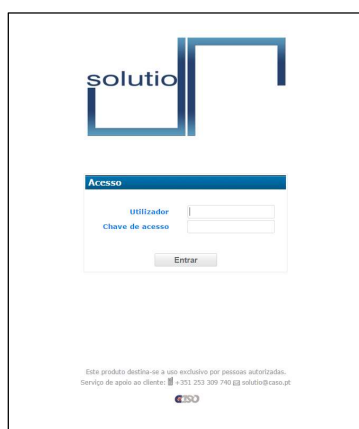 solutio
Acesso
Utilizador
Chave de acesso
Entrar
Este produto destina-se a uso exclusivo por pessoas autorizadas.
Serviço de apoio ao cliente: +351 253 309 740 solutio@caso.pt
CASO